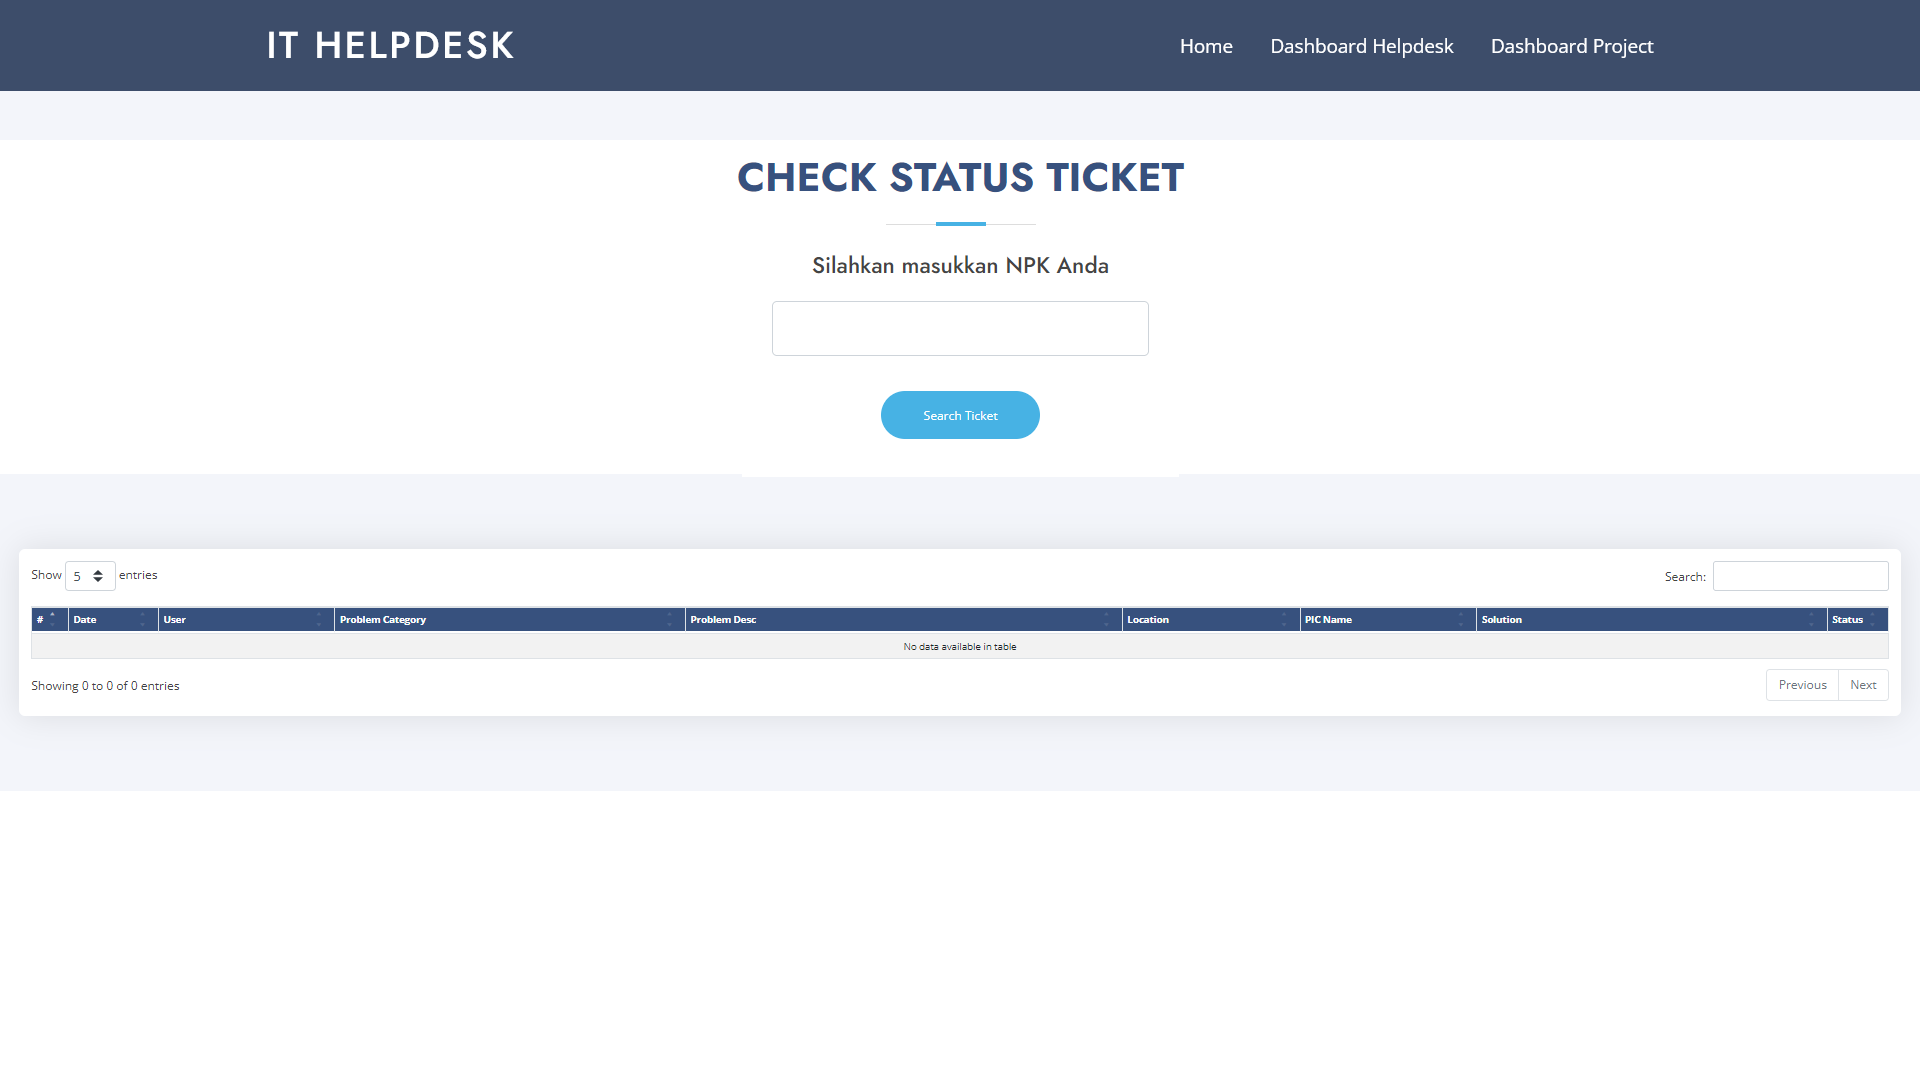 IT HELPDESK
Home Dashboard Helpdesk Dashboard Project
CHECK STATUS TICKET
Silahkan masukkan NPK Anda
Search Ticket
Show 5 entries
Search:
# Date User Problem Category Problem Desc Location PIC Name Solution Status
No data available in table
Showing 0 to 0 of 0 entries
Previous Next